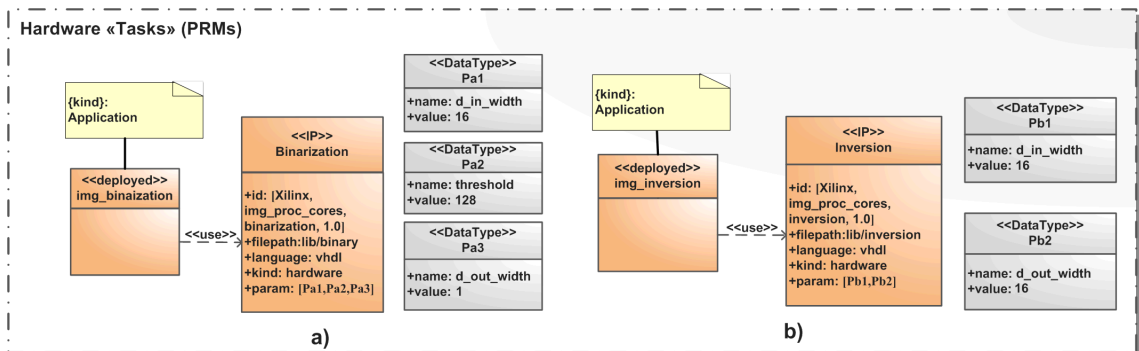 Hardware «Tasks» (PRMs)
{kind}:
Application
<<deployed>>
img_binaization
<<use>>
<<IP>>
Binarization
+id: [Xilinx,
img_proc_cores,
binarization, 1.0]
+filepath:lib/binary
+language: vhdl
+kind: hardware
+param: [Pa1,Pa2,Pa3]
<<DataType>>
Pa1
+name: d_in_width
+value: 16
<<DataType>>
Pa2
+name: threshold
+value: 128
<<DataType>>
Pa3
+name: d_out_width
+value: 1
a)
{kind}:
Application
<<deployed>>
img_inversion
<<use>>
<<IP>>
Inversion
+id: [Xilinx,
img_proc_cores,
inversion, 1.0]
+filepath:lib/inversion
+language: vhdl
+kind: hardware
+param: [Pb1,Pb2]
<<DataType>>
Pb1
+name: d_in_width
+value: 16
<<DataType>>
Pb2
+name: d_out_width
+value: 16
b)